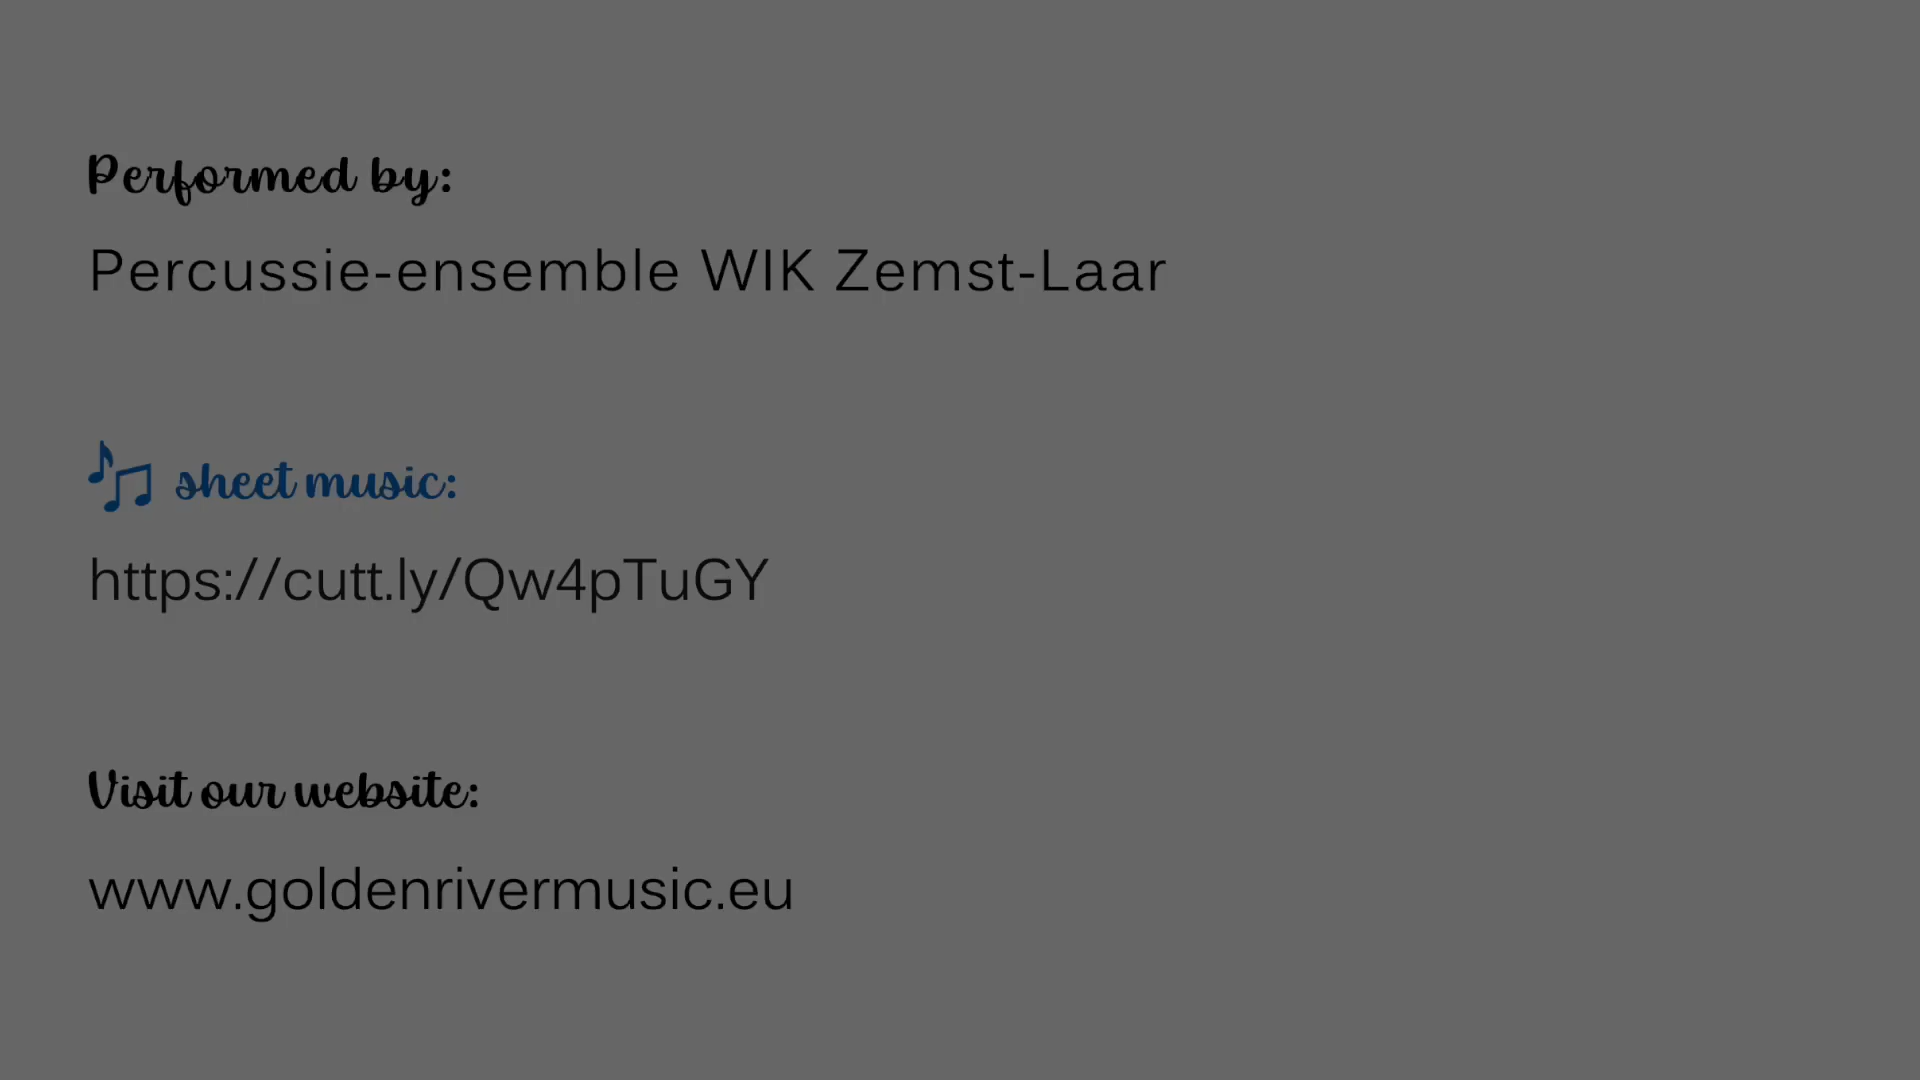 Performed by:
Percussie-ensemble WIK Zemst-Laar
sheet music:
https://cutt.ly/Qw4pTuGY
Visit our website:
www.goldenrivermusic.eu